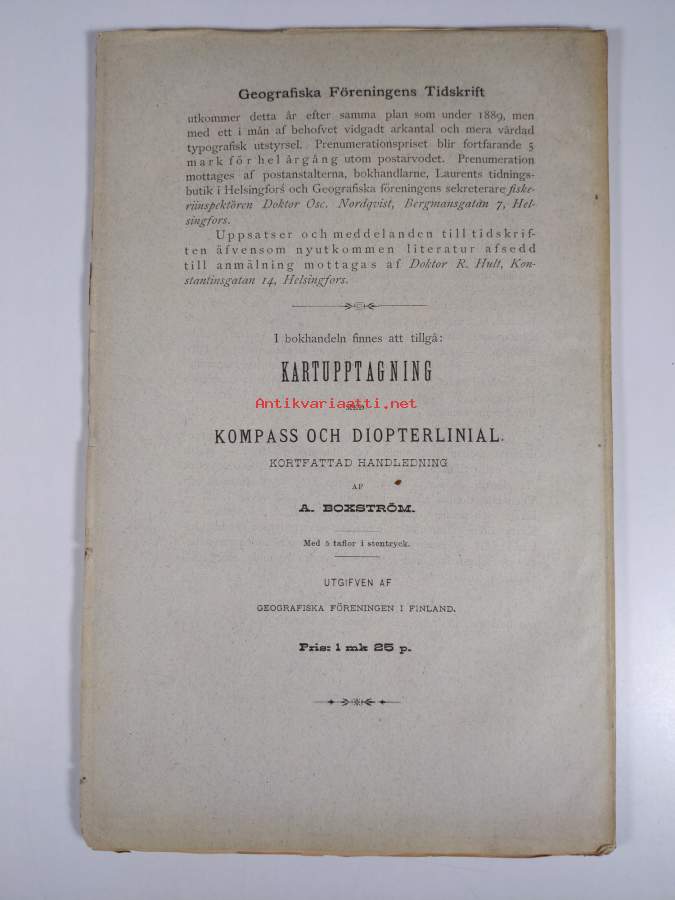 Geografiska Föreningens Tidskrift
utkommer detta år efter samma plan som under 1889, men
med ett i mån af behofvet vidgadt arkantal och mera vårdad
typografisk utstyrsel. Prenumerationspriset blir fortfarande 5
mark för hel årgång utom postarvodet. Prenumeration
mottages af postanstalterna, bokhandlarne, Laurents tidnings-
butik i Helsingfors och Geografiska föreningens sekreterare fiske-
riinspektören Doktor Osc. Nordqvist, Bergmansgatan 7, Hel-
singfors.
Uppsatser och meddelanden till tidskrif-
ten äfvensom nyutkommen literatur afsedd
till anmälning mottagas af Doktor R. Hult, Kon-
stantinsgatan 14, Helsingfors.
I bokhandeln finnes att tillgå:
KARTUPPTAGNING
Antikvariaatti.net
MED
KOMPASS OCH DIOPTERLINIAL.
KORTFATTAD HANDLEDNING
AF
A. BOXSTRÖM.
Med 5 taflor i stentryck.
UTGIFVEN AF
GEOGRAFISKA FÖRENINGEN I FINLAND.
Pris: 1 mk 25 p.